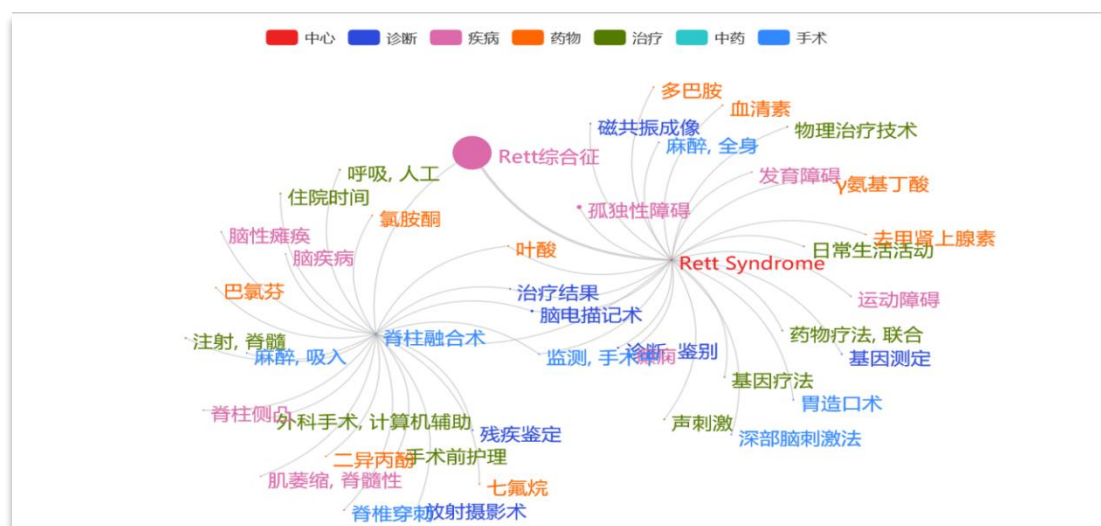 中心 诊断 疾病 药物 治疗 中药 手术
多巴胺
血清素
磁共振成像
物理治疗技术
麻醉, 全身
Rett综合征
呼吸, 人工
发育障碍
γ氨基丁酸
住院时间
孤独性障碍
氯胺酮
脑性瘫痪
去甲肾上腺素
叶酸
日常生活活动
脑疾病
Rett Syndrome
巴氯芬
治疗结果
运动障碍
脑电描记术
脊柱融合术
药物疗法, 联合
注射, 脊髓
麻醉, 吸入
监测, 手术中
诊断, 鉴别
基因测定
基因疗法
胃造口术
脊柱侧凸
外科手术, 计算机辅助
声刺激
残疾鉴定
深部脑刺激法
二异丙酚
手术前护理
肌萎缩, 脊髓性
七氟烷
脊椎穿刺
放射摄影术